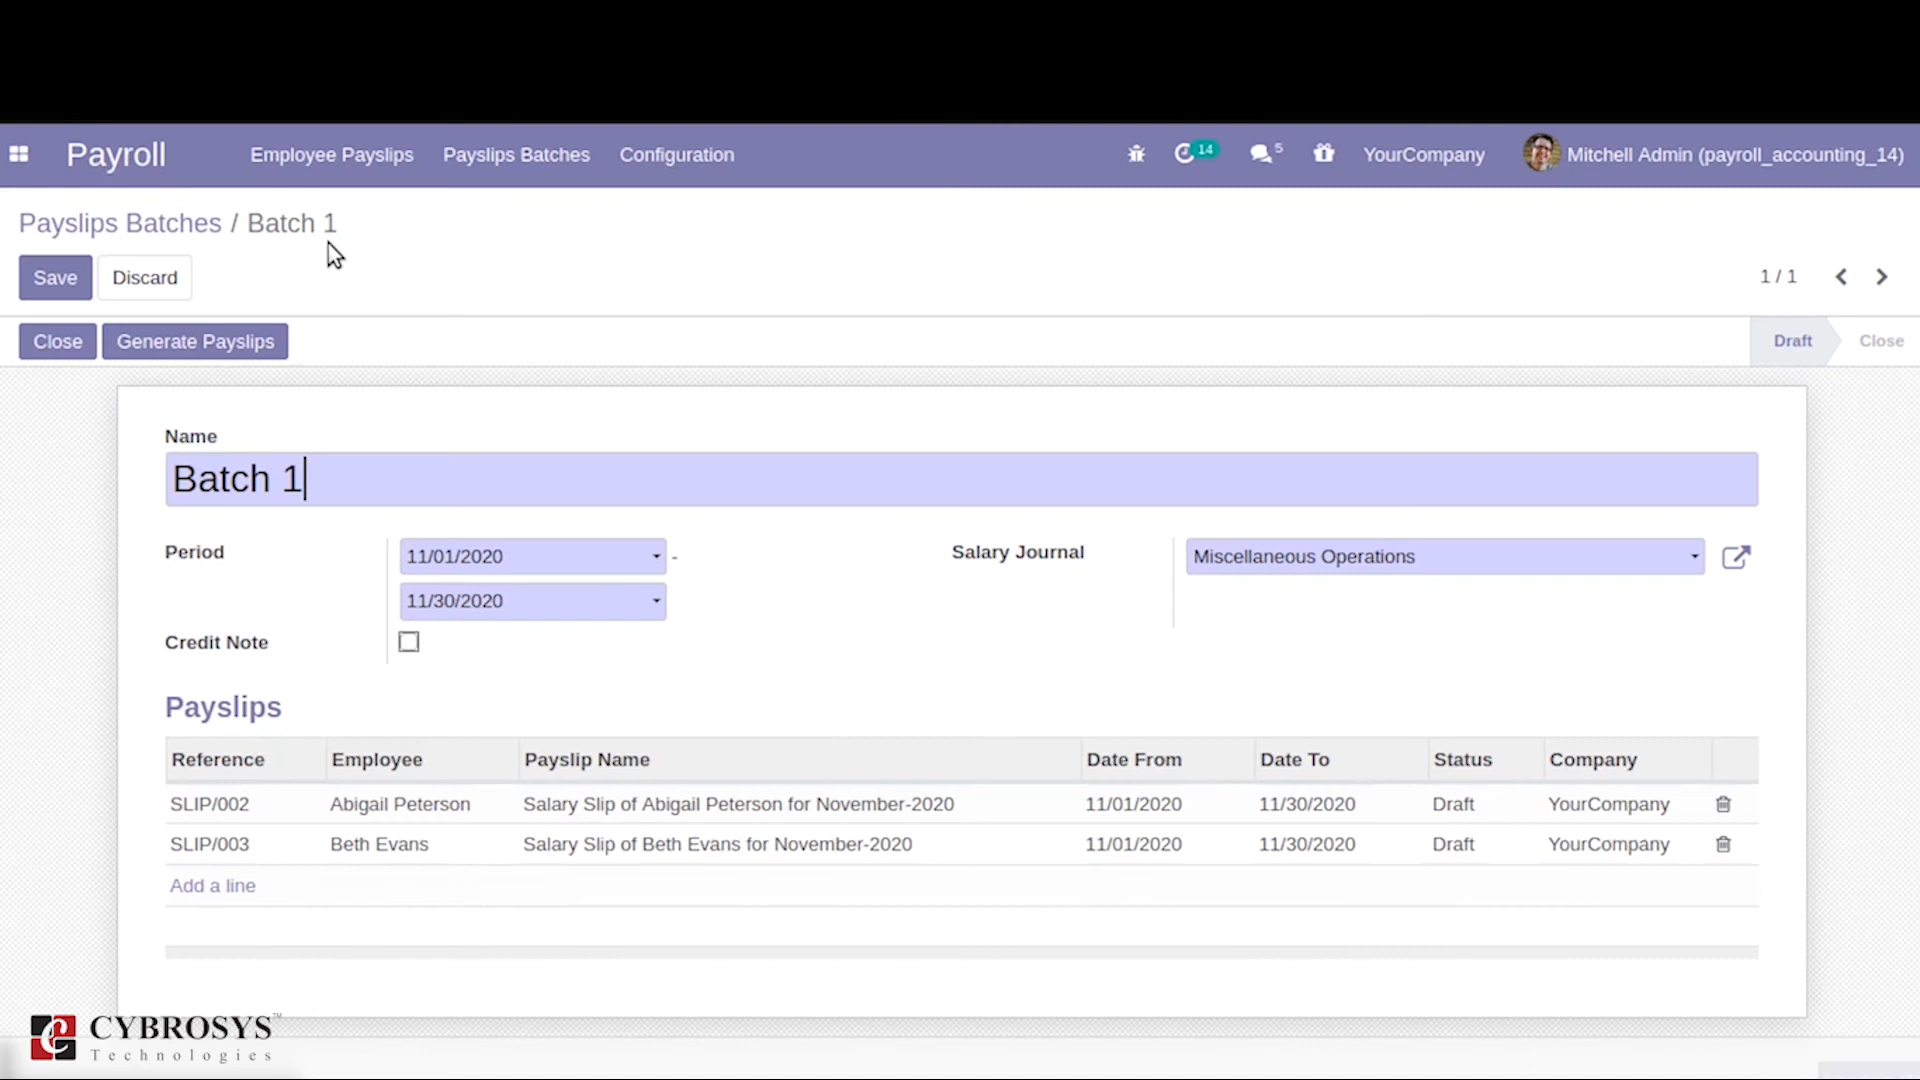 Payroll Employee Payslips Payslips Batches Configuration 14 5 YourCompany Mitchell Admin (payroll_accounting_14)
Payslips Batches / Batch 1
Save Discard 1 / 1
Close Generate Payslips Draft Close
Name
Batch 1
Period 11/01/2020 - Salary Journal Miscellaneous Operations
11/30/2020
Credit Note
Payslips
Reference Employee Payslip Name Date From Date To Status Company
SLIP/002 Abigail Peterson Salary Slip of Abigail Peterson for November-2020 11/01/2020 11/30/2020 Draft YourCompany
SLIP/003 Beth Evans Salary Slip of Beth Evans for November-2020 11/01/2020 11/30/2020 Draft YourCompany
Add a line
CYBROSYS™
Technologies